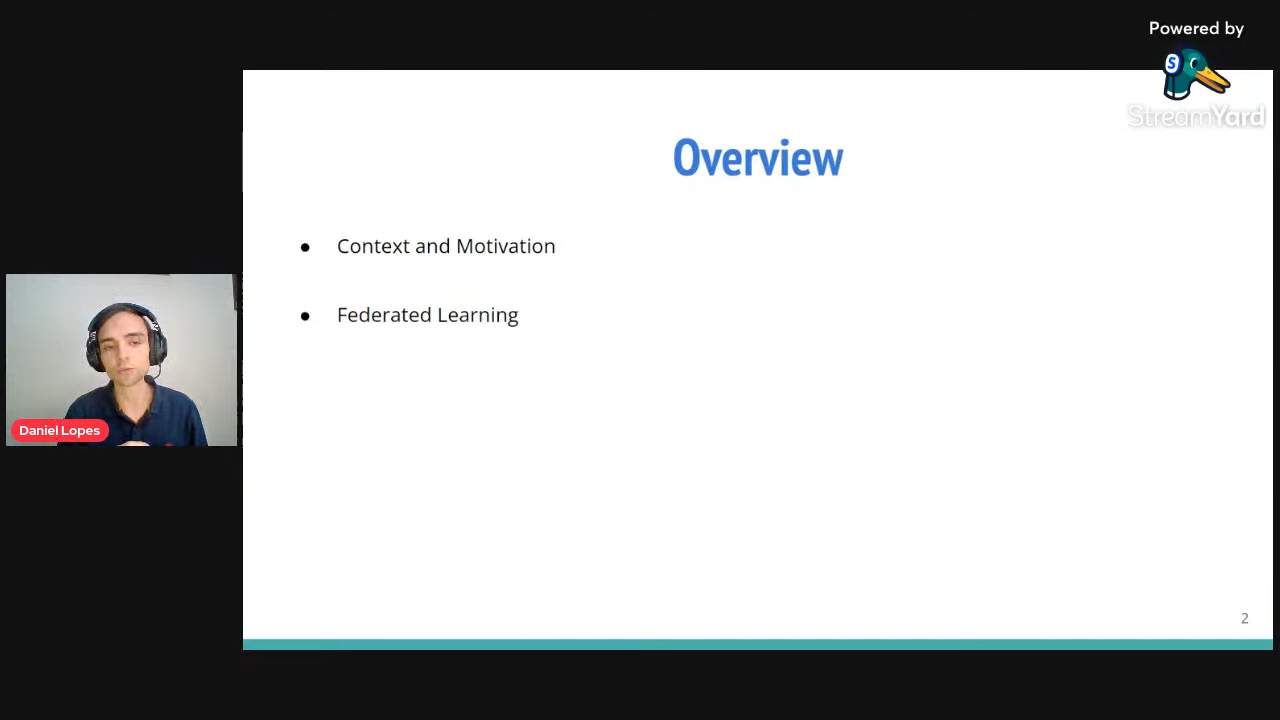 Powered by
StreamYard
Overview
● Context and Motivation
● Federated Learning
Daniel Lopes
2